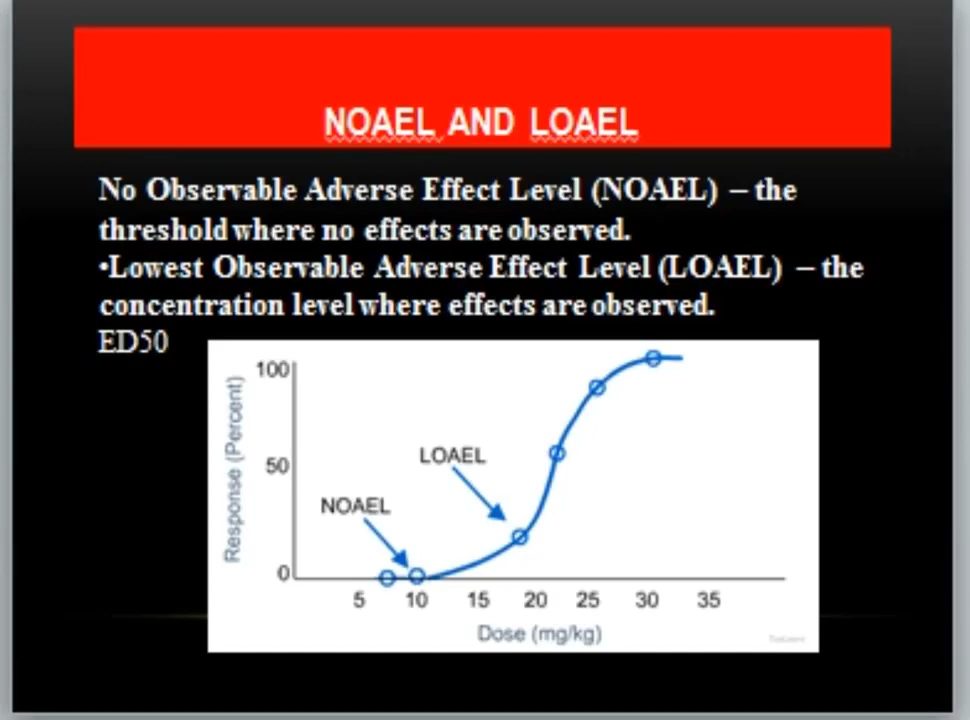 NOAEL AND LOAEL
No Observable Adverse Effect Level (NOAEL) – the
threshold where no effects are observed.
•Lowest Observable Adverse Effect Level (LOAEL) – the
concentration level where effects are observed.
ED50
100
50
0
Response (Percent)
LOAEL
NOAEL
5 10 15 20 25 30 35
Dose (mg/kg)